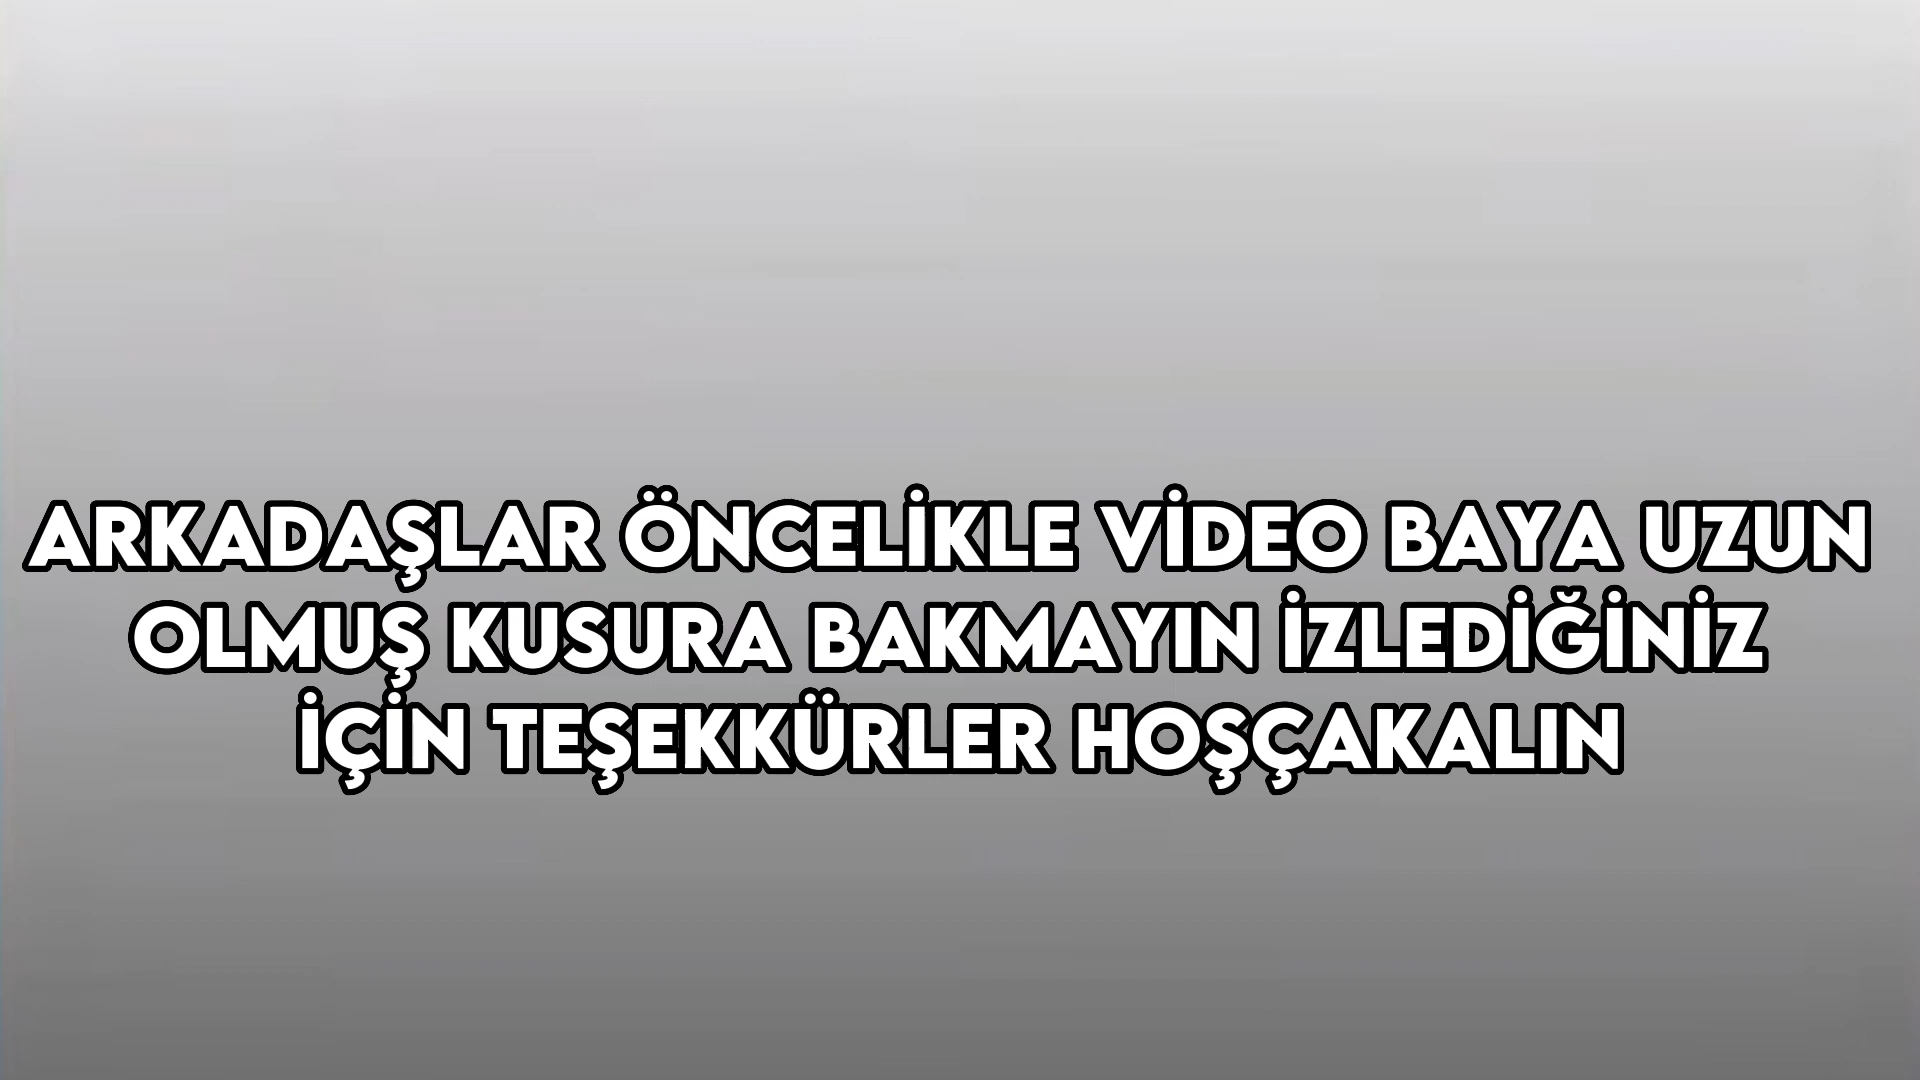 ARKADAŞLAR ÖNCELİKLE VİDEO BAYA UZUN
OLMUŞ KUSURA BAKMAYIN İZLEDİĞİNİZ
İÇİN TEŞEKKÜRLER HOŞÇAKALIN